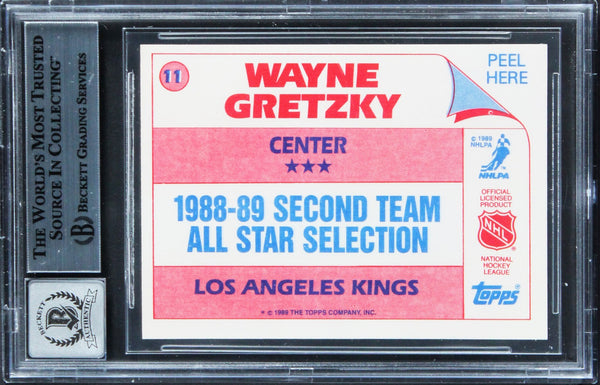 THE WORLD'S MOST TRUSTED
SOURCE IN COLLECTING™
BECKETT GRADING SERVICES
B
BECKETT
AUTHENTIC
11
WAYNE
GRETZKY
PEEL
HERE
CENTER
★★★
1988-89 SECOND TEAM
ALL STAR SELECTION
LOS ANGELES KINGS
* © 1989 THE TOPPS COMPANY, INC.
© 1989
NHLPA
NHLPA
OFFICIAL
LICENSED
PRODUCT
NHL
NATIONAL
HOCKEY
LEAGUE
TOPPS